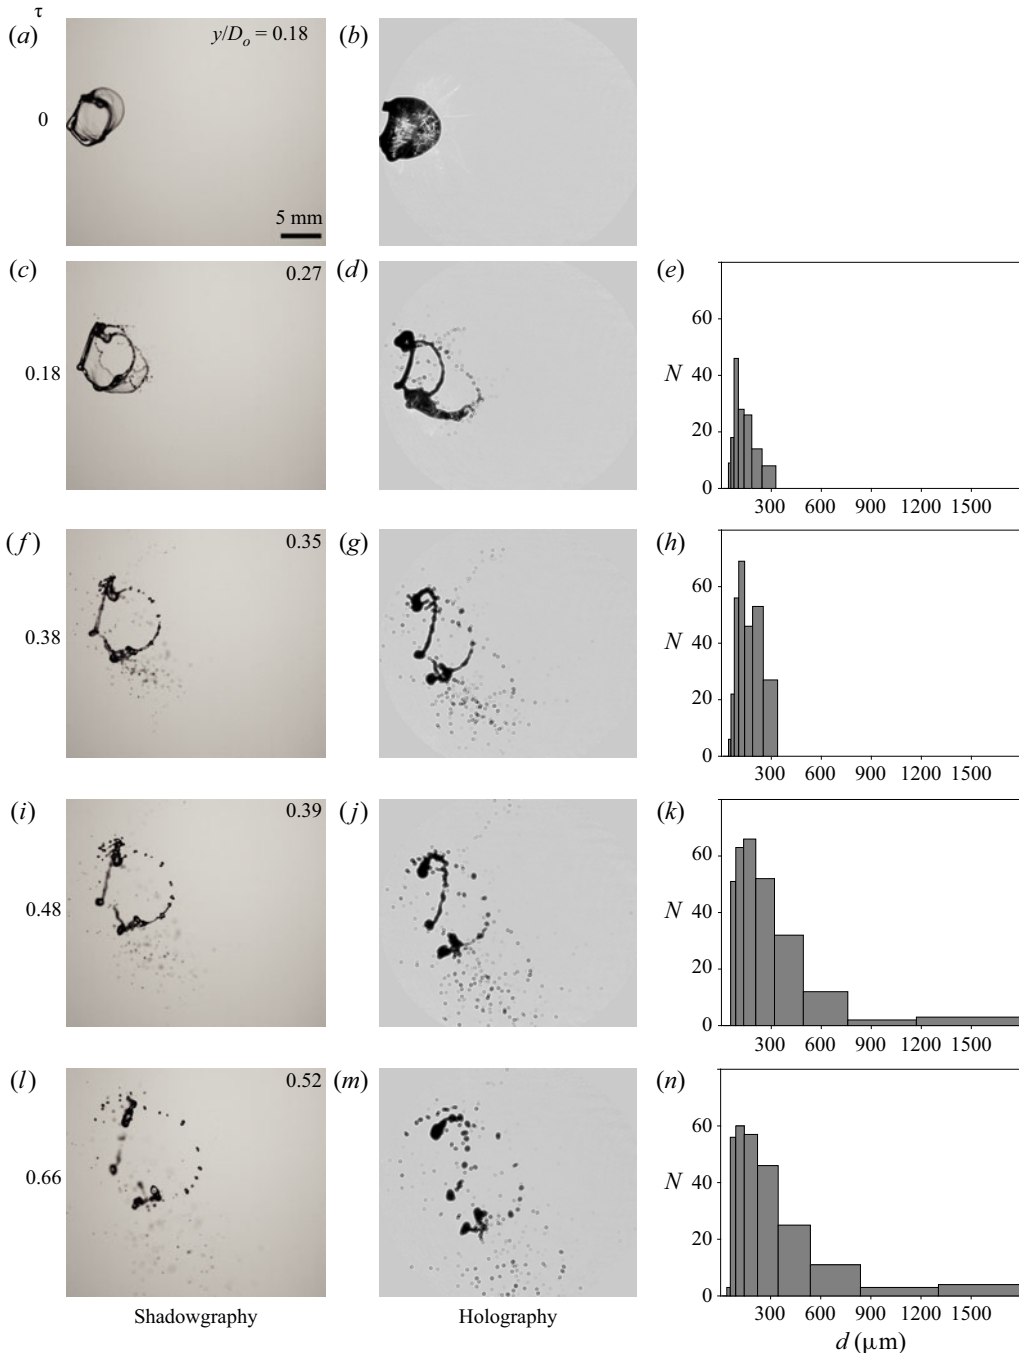 τ
(a) y/Dₒ = 0.18 (b)
0
5 mm
(c) 0.27 (d) (e)
60
0.18 N 40
20
0
300 600 900 1200 1500
(f) 0.35 (g) (h)
60
0.38 N 40
20
0
300 600 900 1200 1500
(i) 0.39 (j) (k)
60
0.48 N 40
20
0
300 600 900 1200 1500
(l) 0.52 (m) (n)
60
0.66 N 40
20
0
300 600 900 1200 1500
Shadowgraphy Holography d (μm)